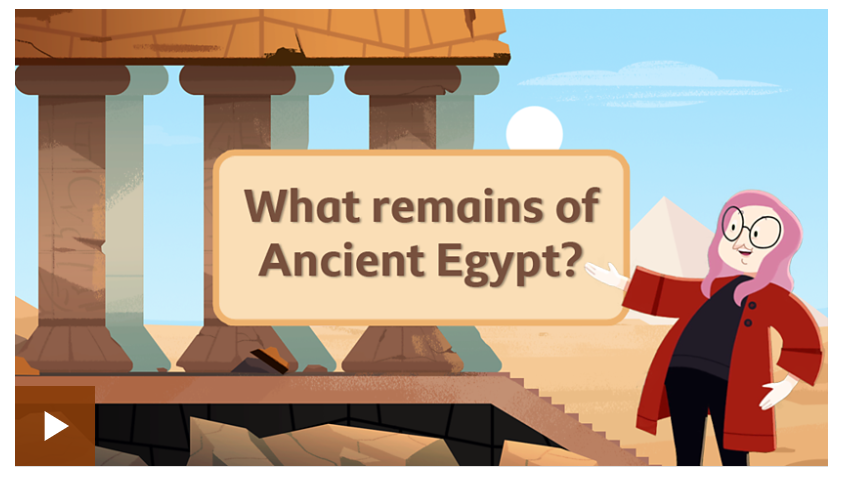 What remains of
Ancient Egypt?